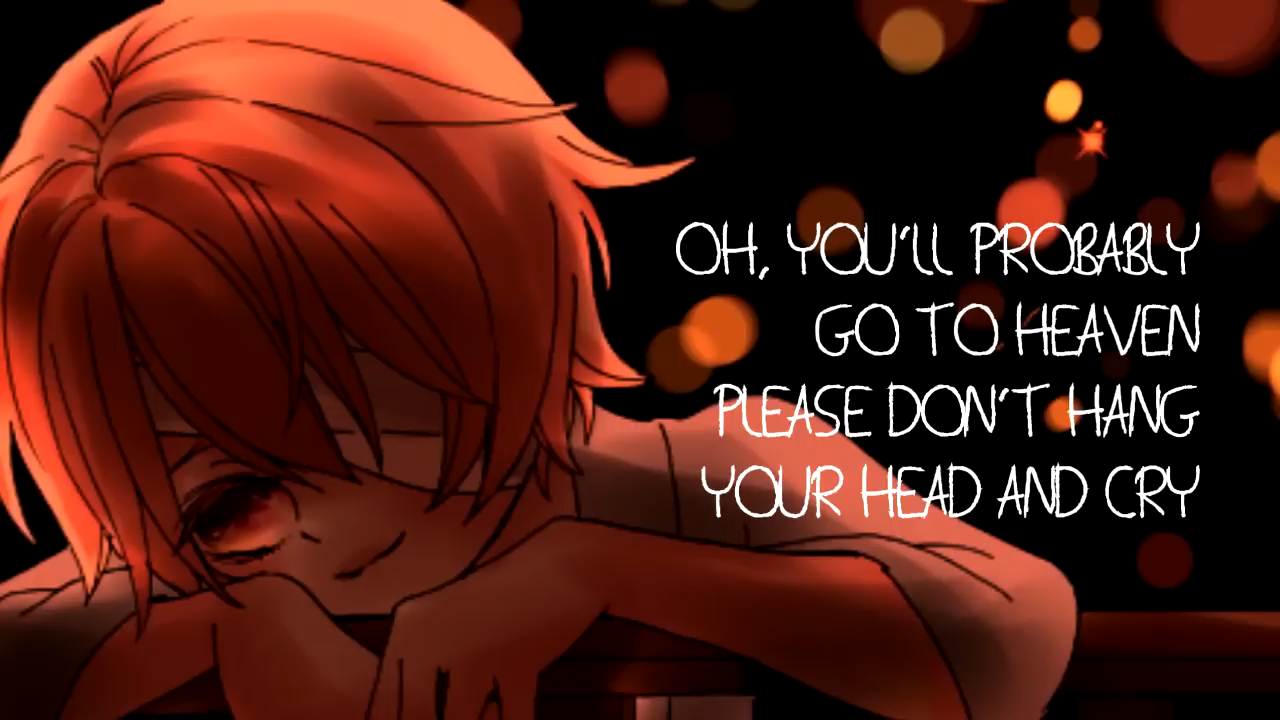 OH, YOU'LL PROBABLY
GO TO HEAVEN
PLEASE DON'T HANG
YOUR HEAD AND CRY